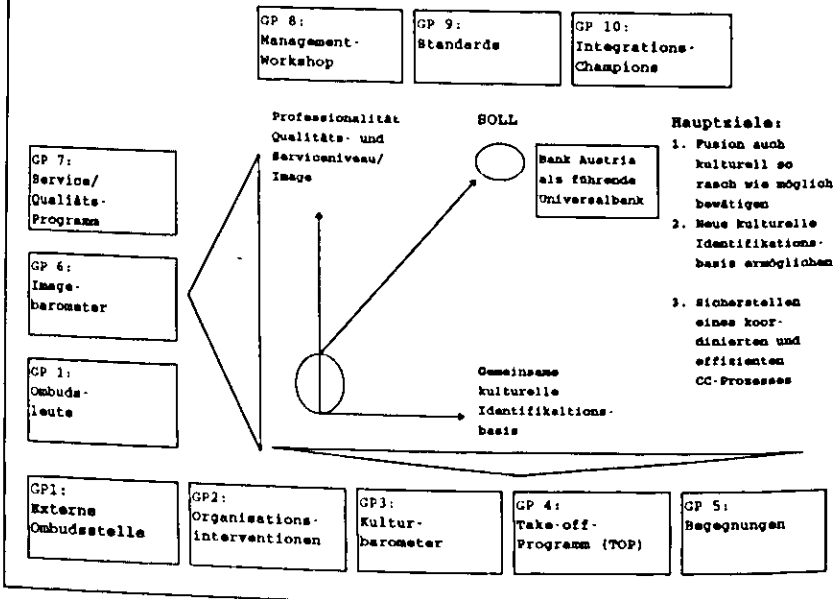 GP 8:
Management-
Workshop
GP 9:
Standards
GP 10:
Integrations-
Champions
Professionalität
Qualitäts- und
Serviceniveau/
Image
SOLL
Bank Austria
als führende
Universalbank
Hauptziele:
1. Fusion auch
kulturell so
rasch wie möglich
bewätigen
2. Neue kulturelle
Identifikations-
basis ermöglichen
3. Sicherstellen
eines koor-
dinierten und
effizienten
CC-Prozesses
GP 7:
Service/
Qualitäts-
Programm
GP 6:
Image-
barometer
GP 1:
Ombuds-
leute
Gemeinsame
kulturelle
Identifikaltions-
basis
GP1:
Externe
Ombudsstelle
GP2:
Organisations-
interventionen
GP3:
Kultur-
barometer
GP 4:
Take-off-
Programm (TOP)
GP 5:
Begegnungen